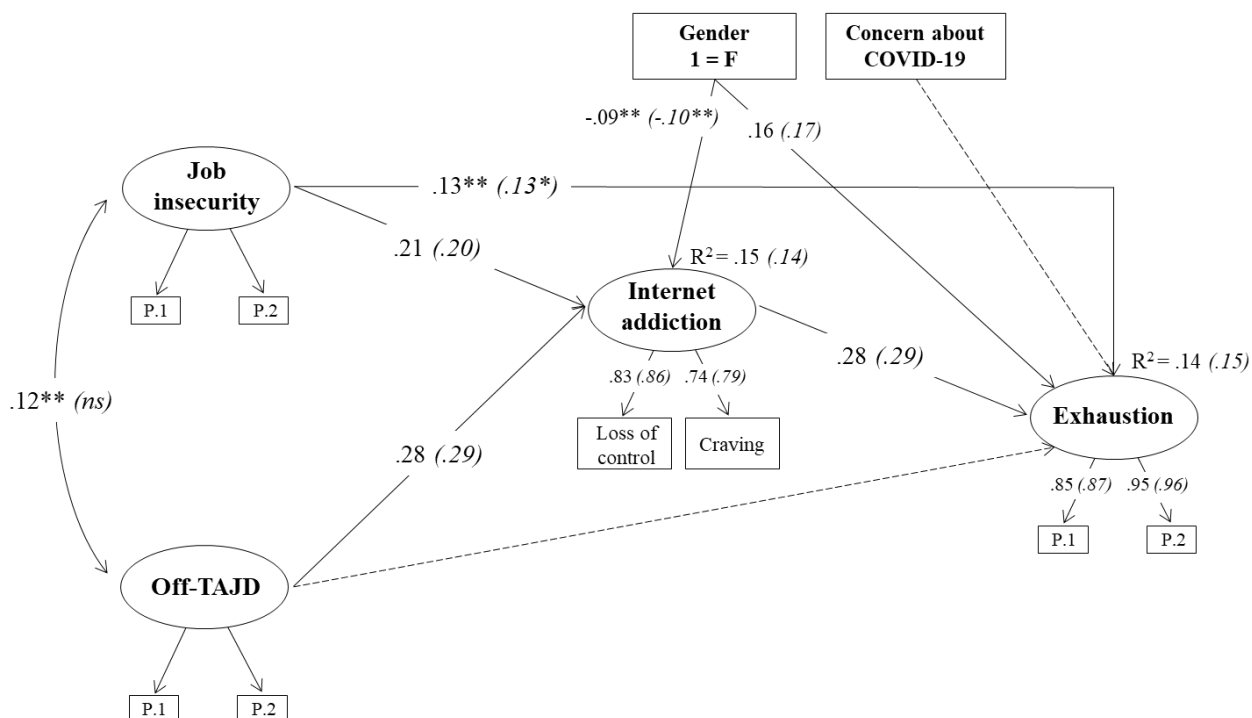 Gender
1 = F
Concern about
COVID-19
-.09** (-.10**)
.16 (.17)
Job
insecurity
.13** (.13*)
.21 (.20)
R² = .15 (.14)
P.1
P.2
Internet
addiction
.28 (.29)
R² = .14 (.15)
.83 (.86)
.74 (.79)
.12** (ns)
Exhaustion
Loss of
control
Craving
.28 (.29)
.85 (.87)
.95 (.96)
P.1
P.2
Off-TAJD
P.1
P.2